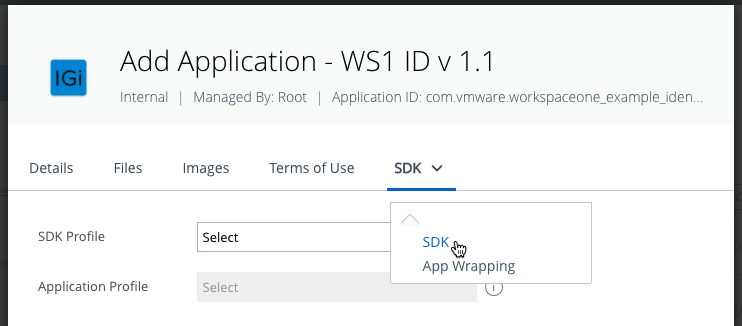 IGi
Add Application - WS1 ID v 1.1
Internal | Managed By: Root | Application ID: com.vmware.workspaceone_example_iden...
Details Files Images Terms of Use SDK
SDK Profile Select SDK
App Wrapping
Application Profile Select i